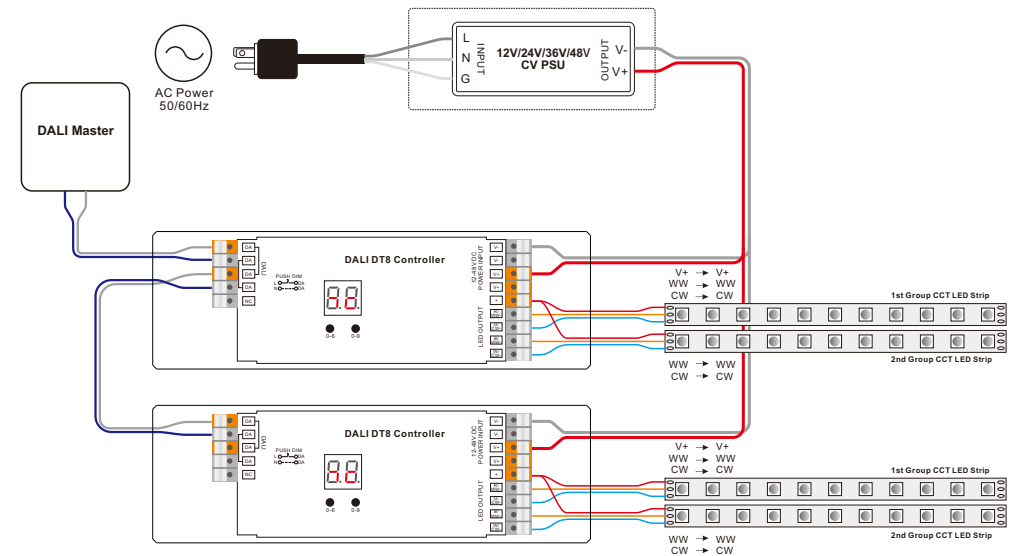 AC Power
50/60Hz
L
N
G
INPUT
12V/24V/36V/48V
CV PSU
OUTPUT
V-
V+
DALI Master
DA
DA
DA
DA
NC
DALI
PUSH DIM
L DA
N DA
DALI DT8 Controller
0-6
0-9
12-48VDC
POWER INPUT
LED OUTPUT
V-
V-
V+
V+
+
V+ → V+
WW → WW
CW → CW
1st Group CCT LED Strip
2nd Group CCT LED Strip
WW → WW
CW → CW
DA
DA
DA
DA
NC
DALI
PUSH DIM
L DA
N DA
DALI DT8 Controller
0-6
0-9
12-48V DC
POWER INPUT
LED OUTPUT
V-
V-
V+
V+
+
V+ → V+
WW → WW
CW → CW
1st Group CCT LED Strip
2nd Group CCT LED Strip
WW → WW
CW → CW